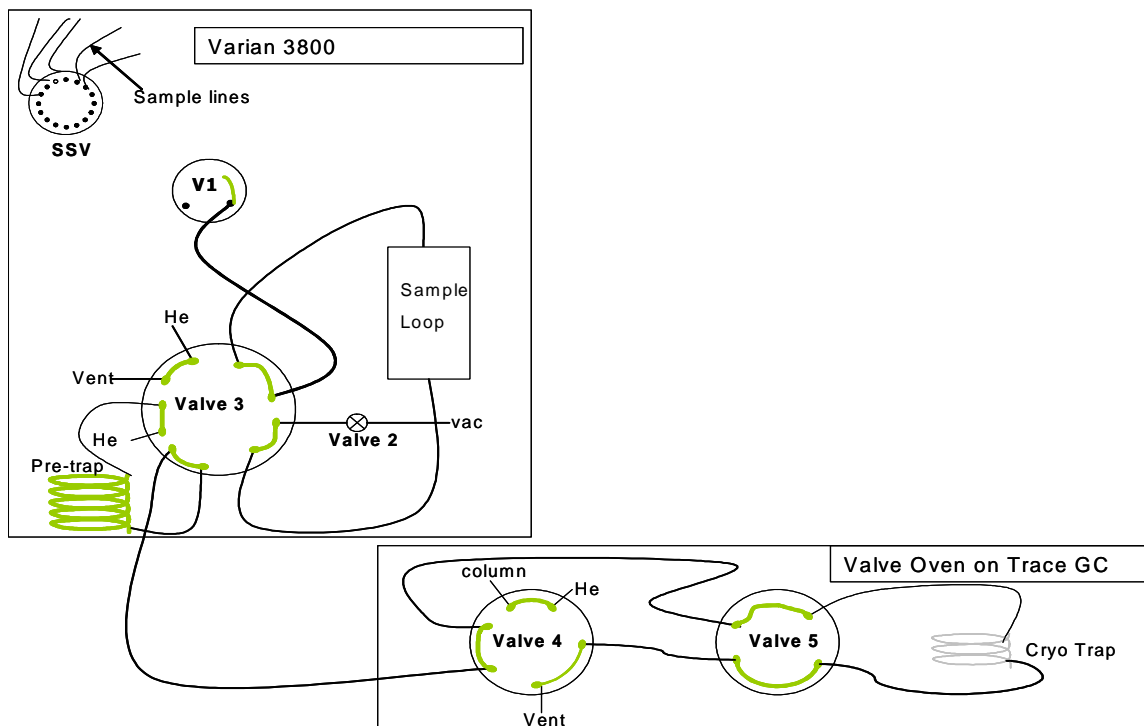 Varian 3800
Sample lines
SSV
V1
Sample
Loop
He
Vent
Valve 3
He
Valve 2
vac
Pre-trap
Valve Oven on Trace GC
column
He
Valve 4
Valve 5
Cryo Trap
Vent